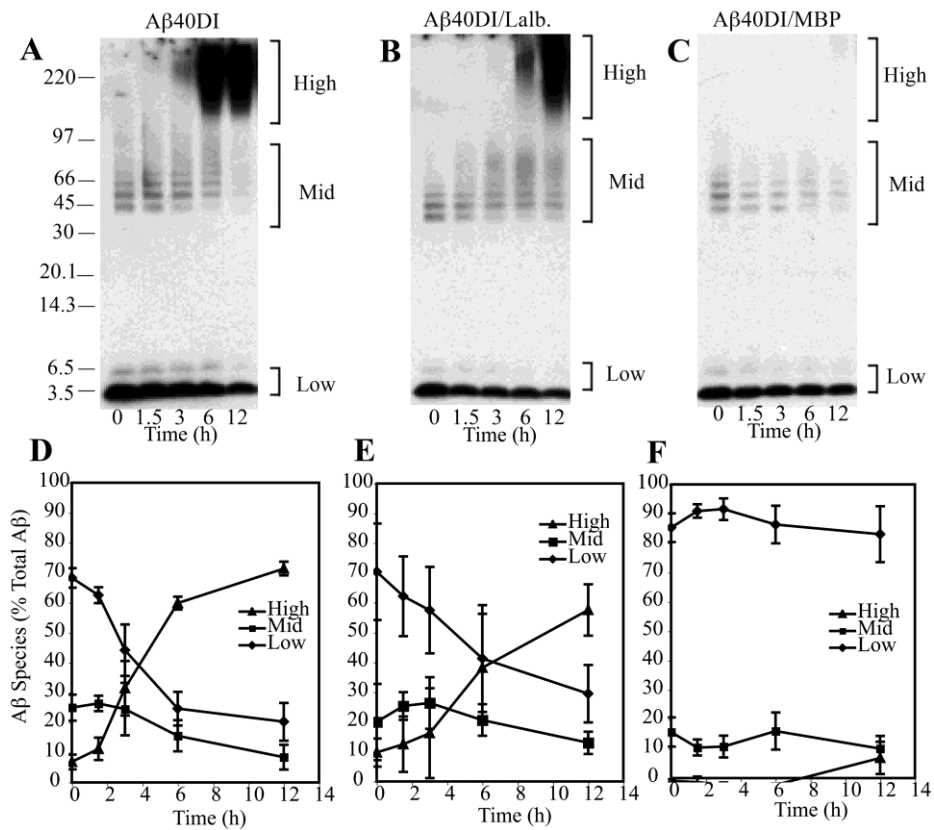 Aβ40DI
Aβ40DI/Lalb.
Aβ40DI/MBP
A
B
C
220
97
66
45
30
20.1
14.3
6.5
3.5
High
Mid
Low
High
Mid
Low
High
Mid
Low
0 1.5 3 6 12
Time (h)
0 1.5 3 6 12
Time (h)
0 1.5 3 6 12
Time (h)
D
E
F
Aβ Species (% Total Aβ)
100
90
80
70
60
50
40
30
20
10
0
High
Mid
Low
0 2 4 6 8 10 12 14
Time (h)
100
90
80
70
60
50
40
30
20
10
0
High
Mid
Low
0 2 4 6 8 10 12 14
Time (h)
100
90
80
70
60
50
40
30
20
10
0
High
Mid
Low
0 2 4 6 8 10 12 14
Time (h)